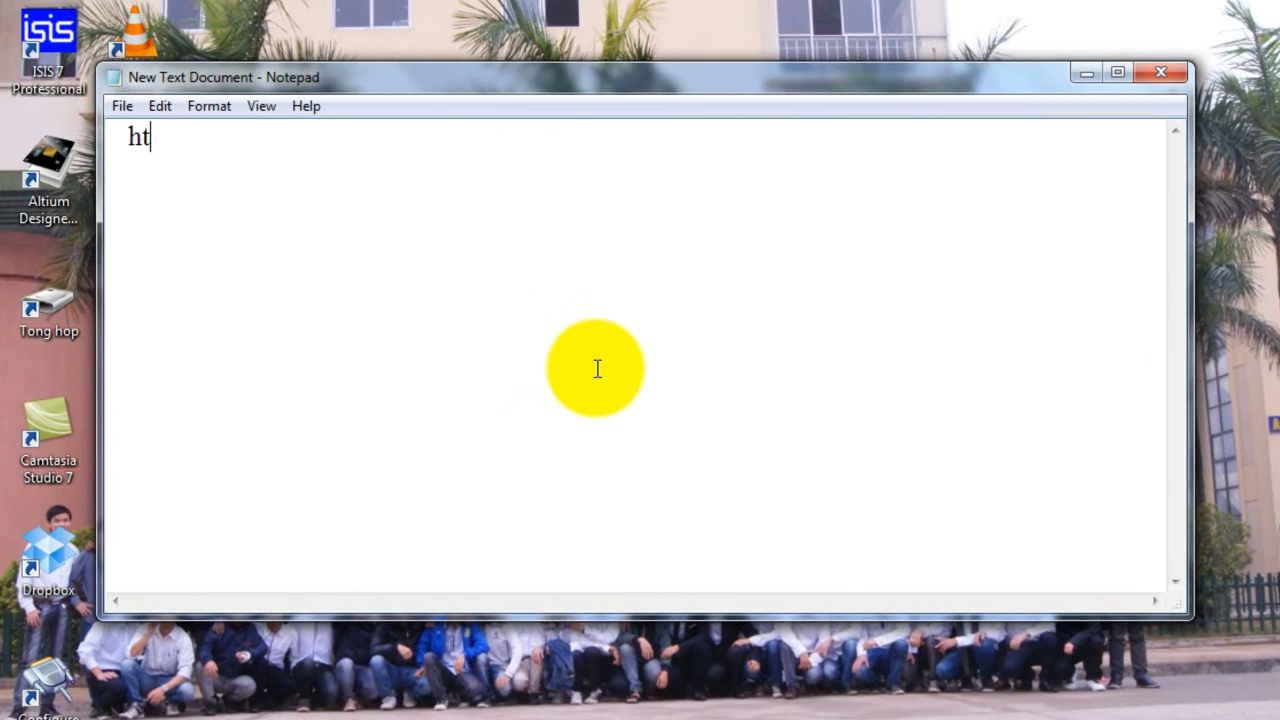 isis
ISIS 7
Professional
New Text Document - Notepad
File Edit Format View Help
ht
Altium
Designe...
Tong hop
Camtasia
Studio 7
Dropbox